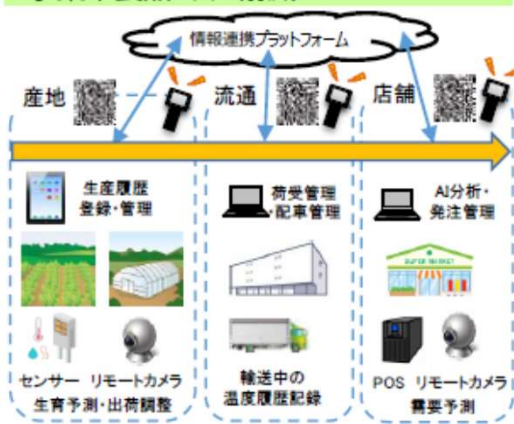 情報連携プラットフォーム
産地
流通
店舗
生産履歴
登録・管理
荷受管理
・配車管理
AI分析・
発注管理
SUPER MARKET
センサー リモートカメラ
生育予測・出荷調整
輸送中の
温度履歴記録
POS リモートカメラ
需要予測